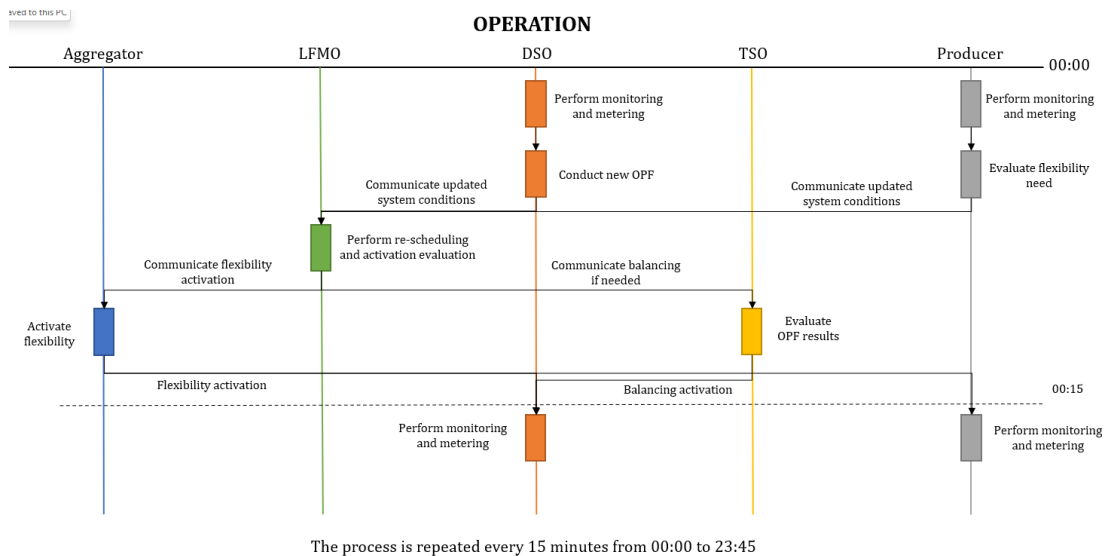 aved to this PC
OPERATION
Aggregator
LFMO
DSO
TSO
Producer
00:00
Perform monitoring
and metering
Perform monitoring
and metering
Conduct new OPF
Evaluate flexibility
need
Communicate updated
system conditions
Communicate updated
system conditions
Perform re-scheduling
and activation evaluation
Communicate flexibility
activation
Communicate balancing
if needed
Activate
flexibility
Evaluate
OPF results
Flexibility activation
Balancing activation
00:15
Perform monitoring
and metering
Perform monitoring
and metering
The process is repeated every 15 minutes from 00:00 to 23:45